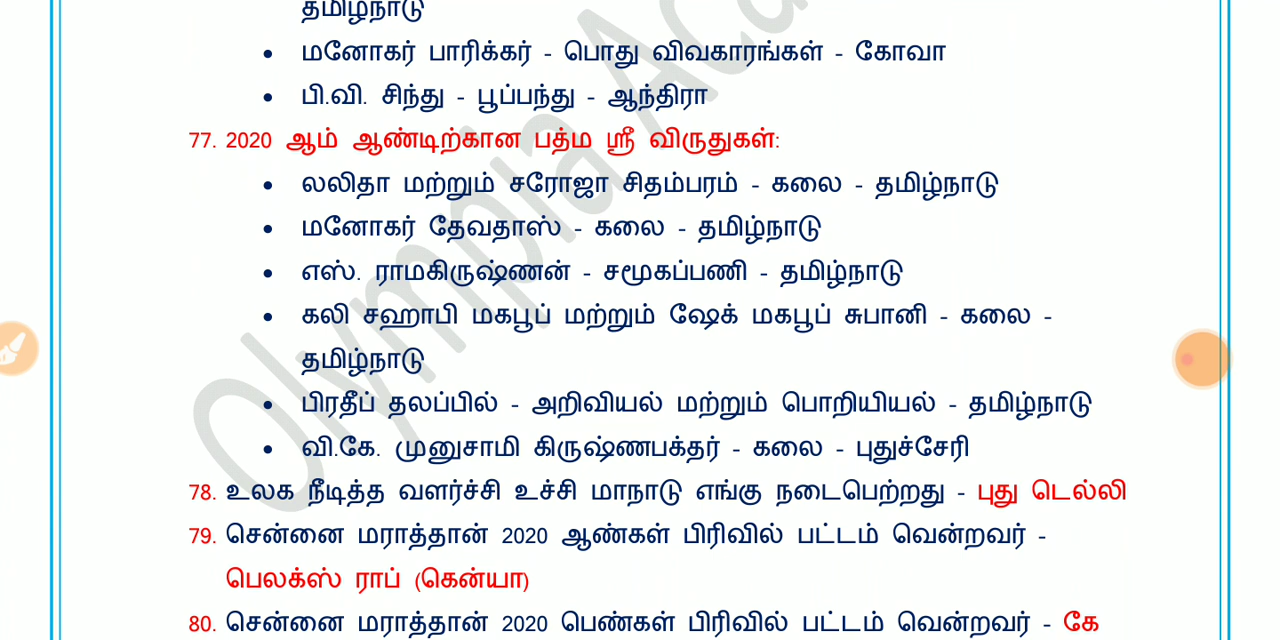 தமிழ்நாடு
• மனோகர் பாரிக்கர் - பொது விவகாரங்கள் - கோவா
• பி.வி. சிந்து - பூப்பந்து - ஆந்திரா
77. 2020 ஆம் ஆண்டிற்கான பத்ம ஸ்ரீ விருதுகள்:
• லலிதா மற்றும் சரோஜா சிதம்பரம் - கலை - தமிழ்நாடு
• மனோகர் தேவதாஸ் - கலை - தமிழ்நாடு
• எஸ். ராமகிருஷ்ணன் - சமூகப்பணி - தமிழ்நாடு
• கலி சஹாபி மகபூப் மற்றும் ஷேக் மகபூப் சுபானி - கலை -
தமிழ்நாடு
• பிரதீப் தலப்பில் - அறிவியல் மற்றும் பொறியியல் - தமிழ்நாடு
• வி.கே. முனுசாமி கிருஷ்ணபக்தர் - கலை - புதுச்சேரி
78. உலக நீடித்த வளர்ச்சி உச்சி மாநாடு எங்கு நடைபெற்றது - புது டெல்லி
79. சென்னை மராத்தான் 2020 ஆண்கள் பிரிவில் பட்டம் வென்றவர் -
பெலக்ஸ் ராப் (கென்யா)
80. சென்னை மராத்தான் 2020 பெண்கள் பிரிவில் பட்டம் வென்றவர் - கே
Olympia Aca